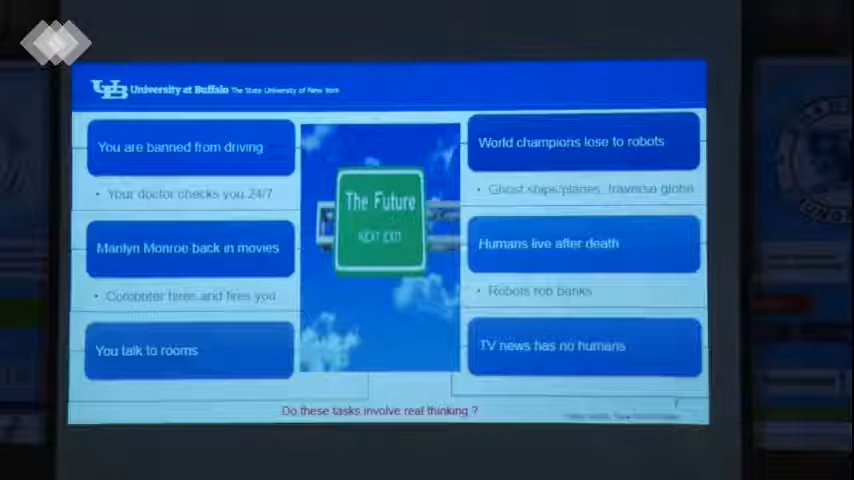 UB University at Buffalo The State University of New York
You are banned from driving
• Your doctor checks you 24/7
Marilyn Monroe back in movies
• Computer hires and fires you
You talk to rooms
The Future
NEXT EXIT
World champions lose to robots
• Ghost ships/planes, traverse globe
Humans live after death
• Robots rob banks
TV news has no humans
Do these tasks involve real thinking ?
7